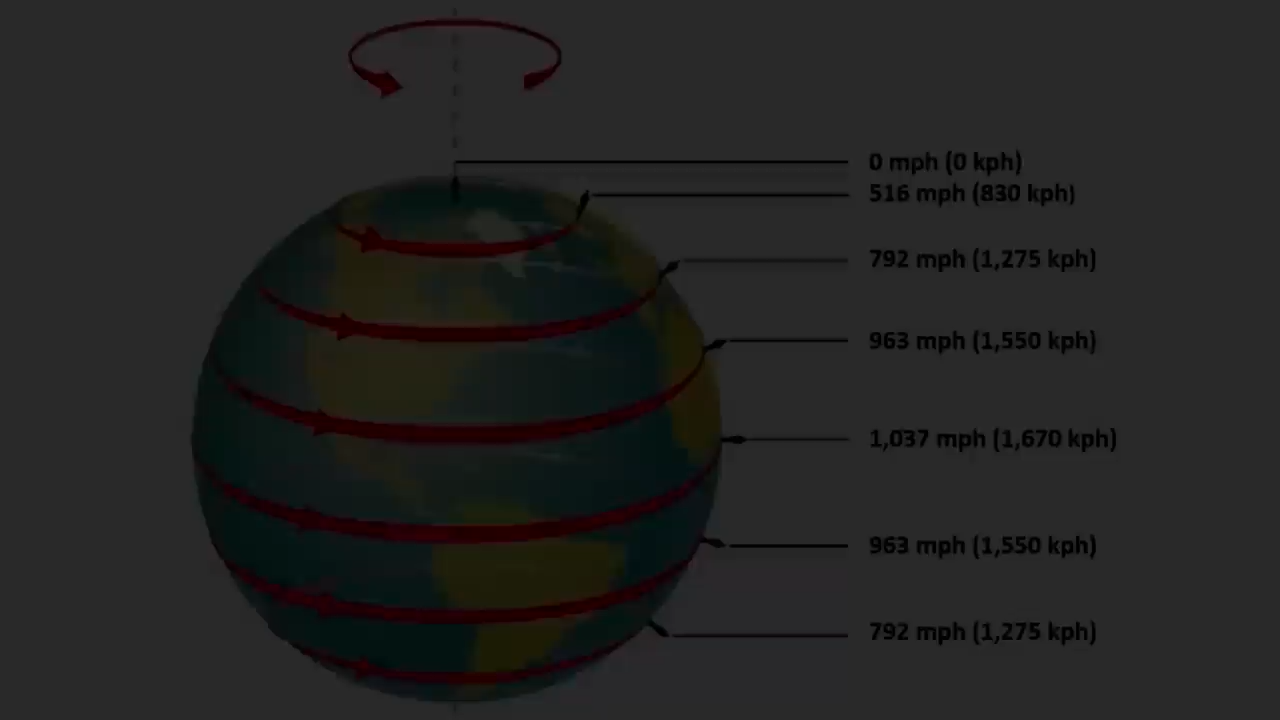 0 mph (0 kph)
516 mph (830 kph)
792 mph (1,275 kph)
963 mph (1,550 kph)
1,037 mph (1,670 kph)
963 mph (1,550 kph)
792 mph (1,275 kph)